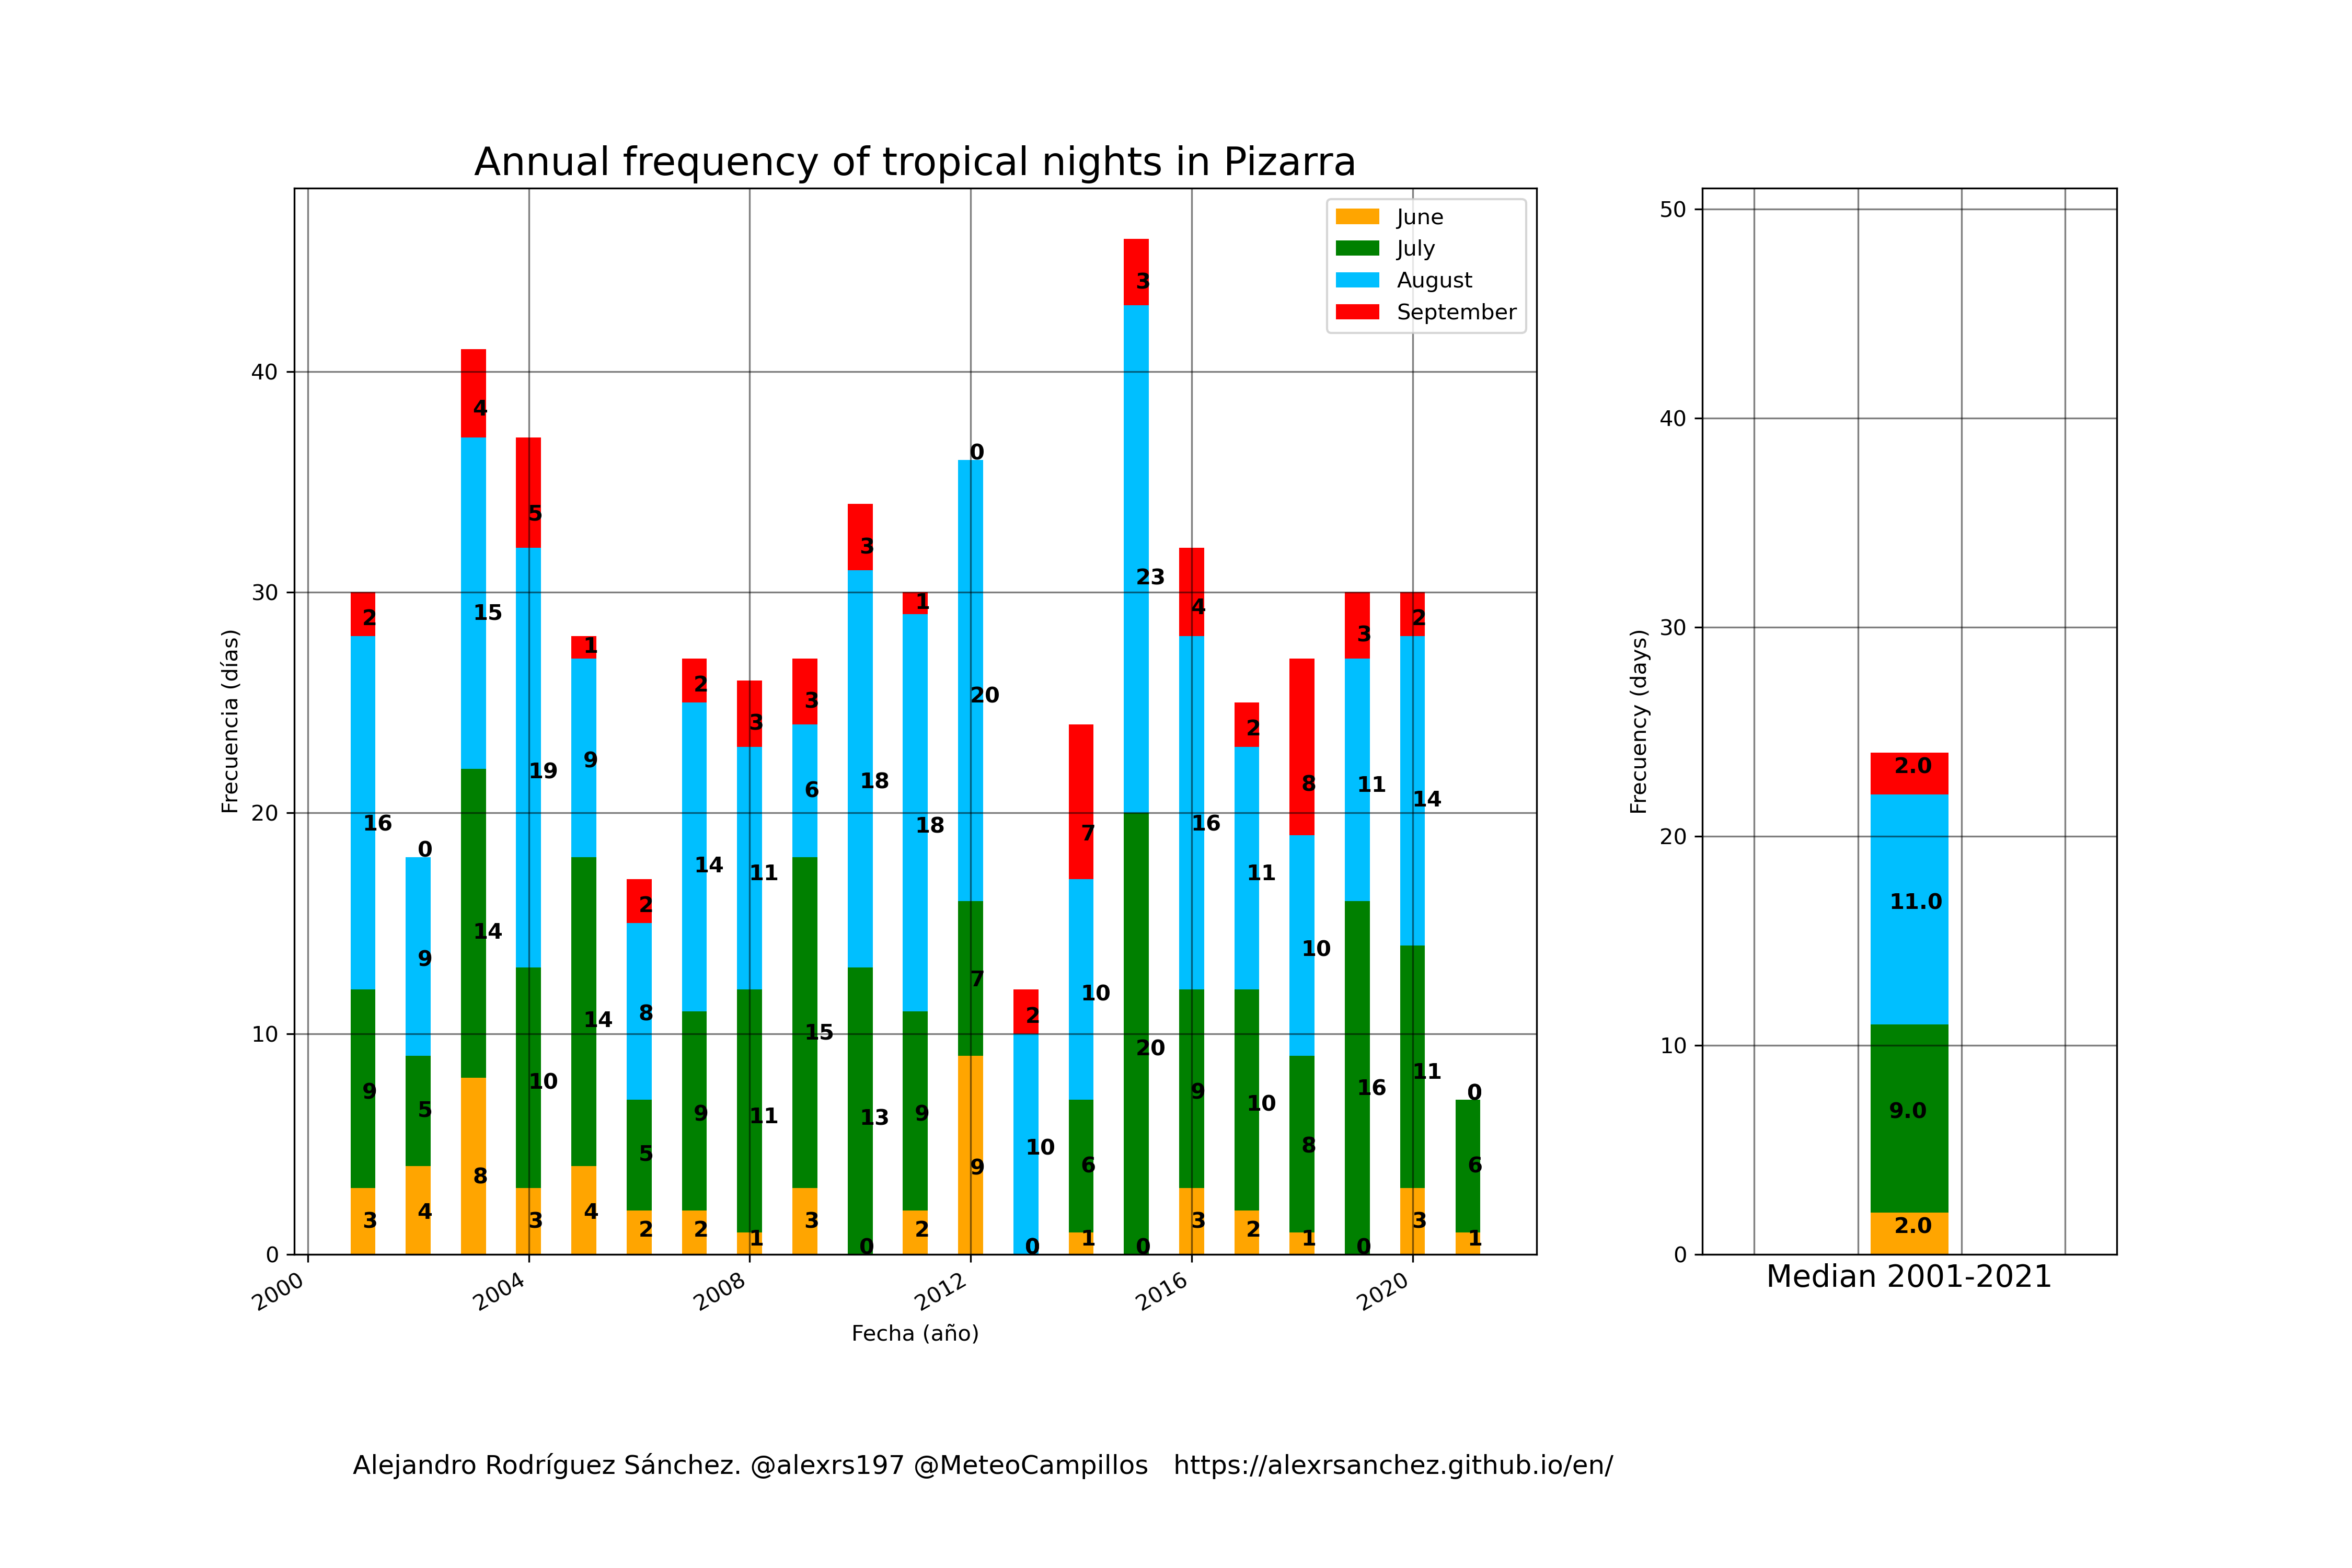 Annual frequency of tropical nights in Pizarra
June
July
August
September
Frecuencia (días)
40
30
20
10
0
2 16 9 3
0 9 5 4
4 15 14 8
5 19 10 3
1 9 14 4
2 8 5 2
2 14 9 2
3 11 11 1
3 6 15 3
3 18 13 0
1 18 9 2
0 20 7 9
2 10 0
7 10 6 1
3 23 20 0
4 16 9 3
2 11 10 2
8 10 8 1
3 11 16 0
2 14 11 3
0 6 1
2000 2004 2008 2012 2016 2020
Fecha (año)
Frecuency (days)
50
40
30
20
10
0
2.0
11.0
9.0
2.0
Median 2001-2021
Alejandro Rodríguez Sánchez. @alexrs197 @MeteoCampillos https://alexrsanchez.github.io/en/